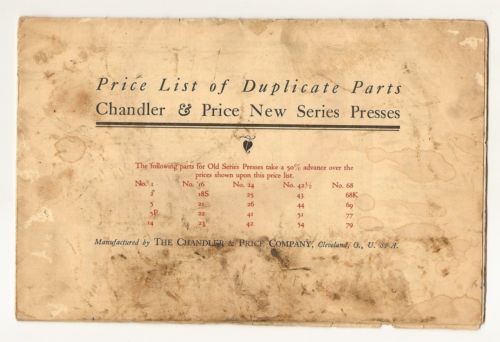 Price List of Duplicate Parts
Chandler & Price New Series Presses
The following parts for Old Series Presses take a 50% advance over the
prices shown upon this price list.
No. 1 No. 16 No. 24 No. 42½ No. 68
2 18S 25 43 68K
5 21 26 44 69
5P 22 41 51 77
14 23 42 54 79
Manufactured by THE CHANDLER & PRICE COMPANY, Cleveland, O., U. S. A.